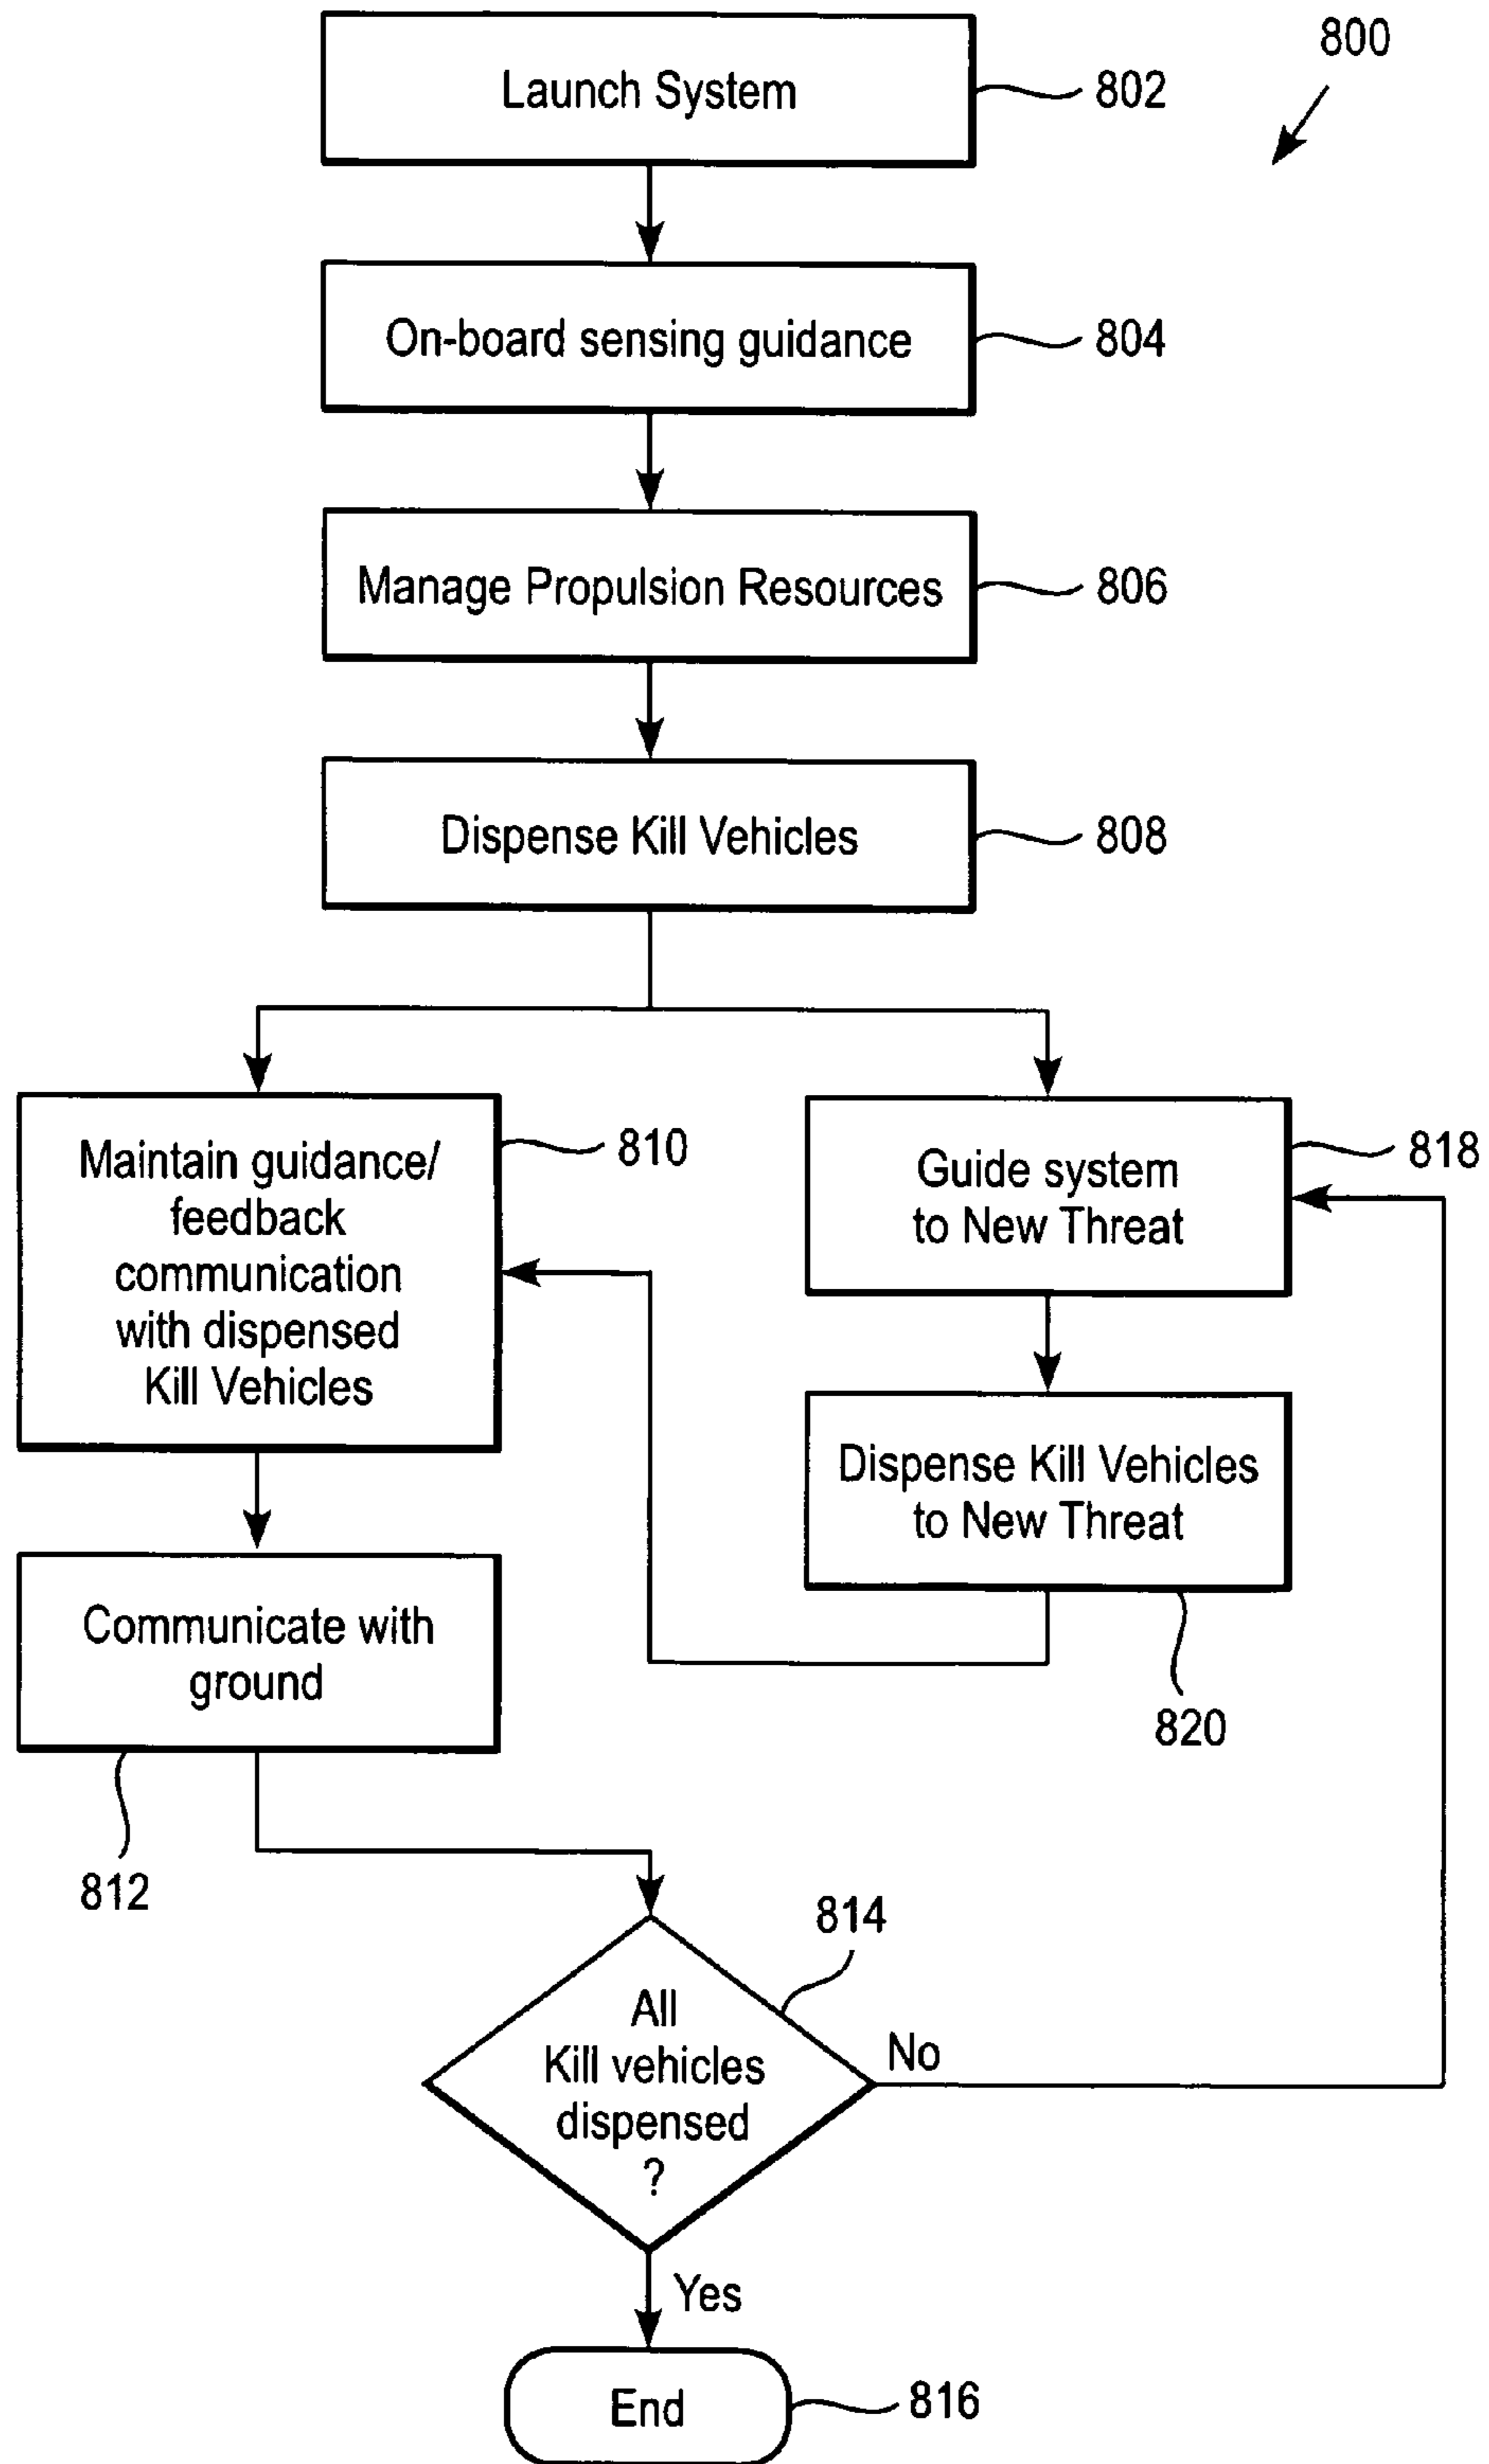 800
Launch System
802
On-board sensing guidance
804
Manage Propulsion Resources
806
Dispense Kill Vehicles
808
Maintain guidance/
feedback
communication
with dispensed
Kill Vehicles
810
Guide system
to New Threat
818
Dispense Kill Vehicles
to New Threat
820
Communicate with
ground
812
All
Kill vehicles
dispensed
?
814
No
Yes
End
816